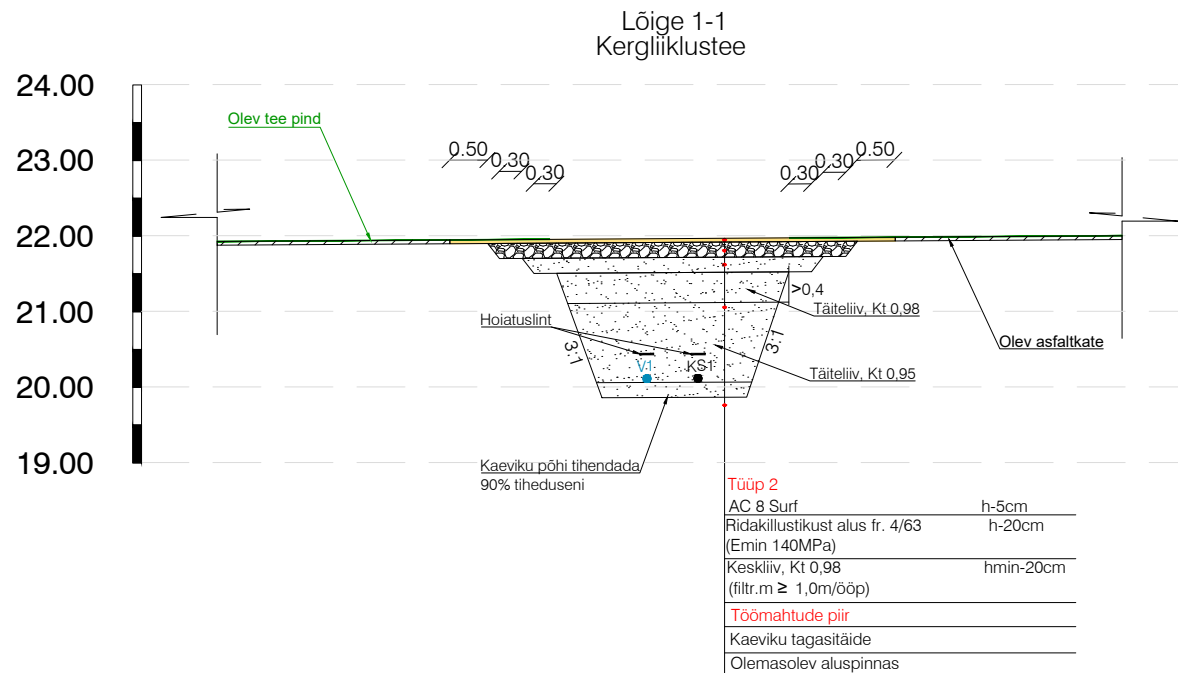 Lõige 1-1
Kergliiklustee
24.00
Olev tee pind
23.00
0.50
0.30
0.30
0.30
0.30
0.50
22.00
>0,4
Täiteliiv, Kt 0,98
21.00
Hoiatuslint
3:1
3:1
Olev asfaltkate
V1
KS1
Täiteliiv, Kt 0,95
20.00
19.00
Kaeviku põhi tihendada
90% tiheduseni
Tüüp 2
AC 8 Surf h-5cm
Ridakillustikust alus fr. 4/63 h-20cm
(Emin 140MPa)
Keskliiv, Kt 0,98 hmin-20cm
(filtr.m ≥ 1,0m/ööp)
Töömahtude piir
Kaeviku tagasitäide
Olemasolev aluspinnas